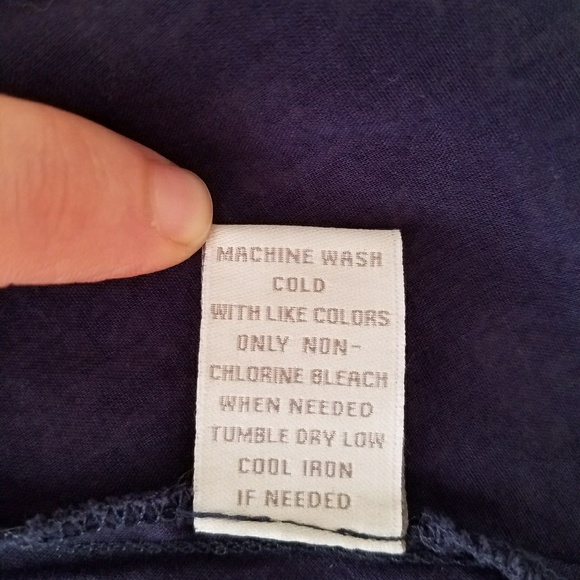 MACHINE WASH
COLD
WITH LIKE COLORS
ONLY NON-
CHLORINE BLEACH
WHEN NEEDED
TUMBLE DRY LOW
COOL IRON
IF NEEDED